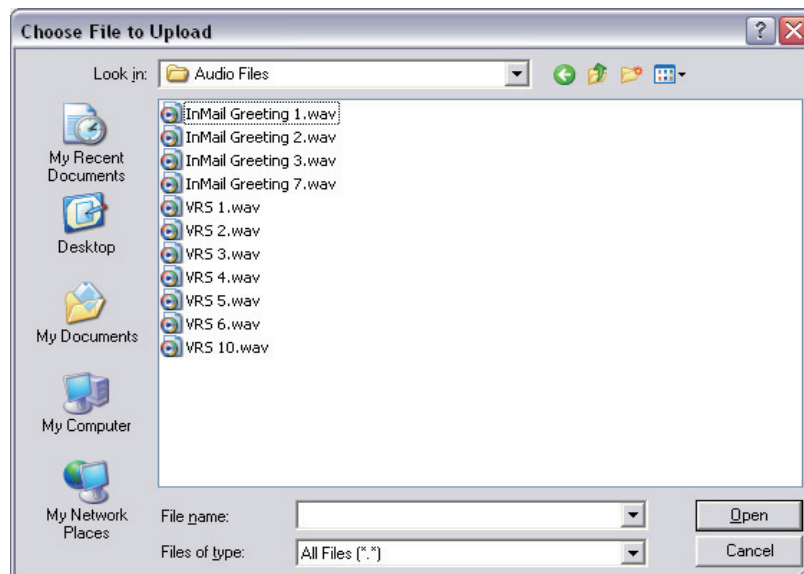 Choose File to Upload
Look in:
Audio Files
My Recent
Documents
Desktop
My Documents
My Computer
My Network
Places
InMail Greeting 1.wav
InMail Greeting 2.wav
InMail Greeting 3.wav
InMail Greeting 7.wav
VRS 1.wav
VRS 2.wav
VRS 3.wav
VRS 4.wav
VRS 5.wav
VRS 6.wav
VRS 10.wav
File name:
Open
Files of type:
All Files (*.*)
Cancel